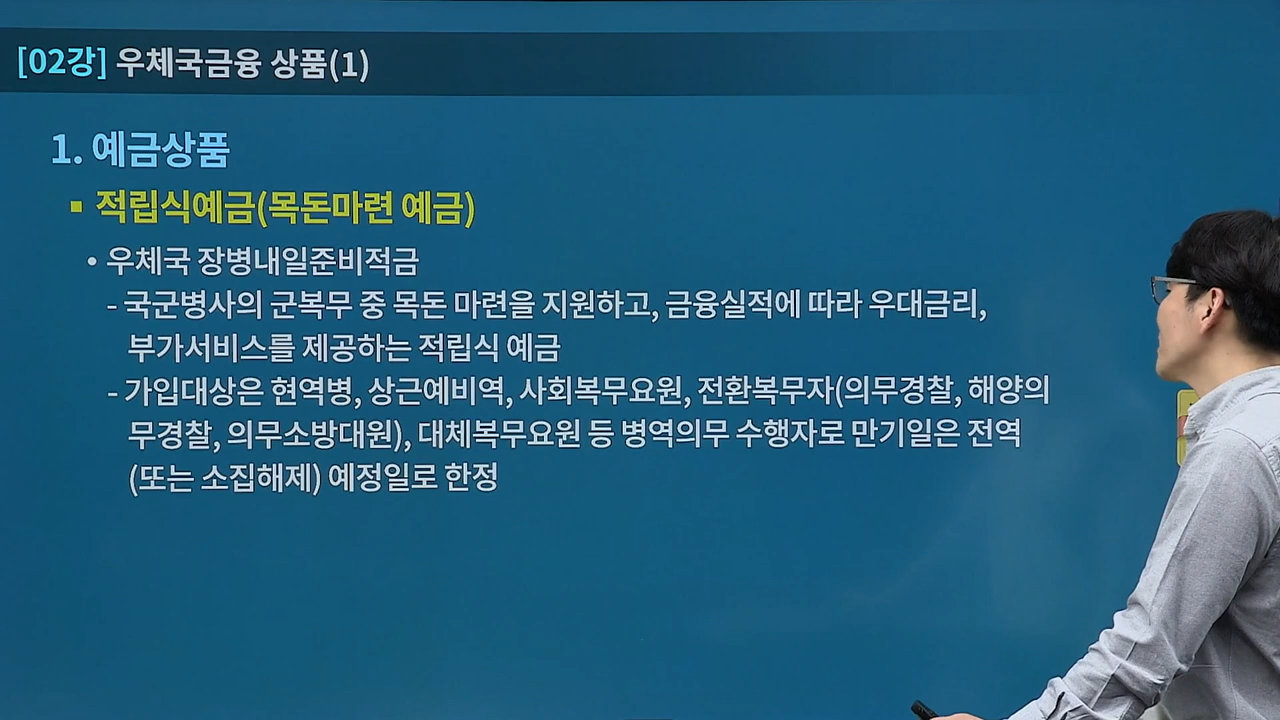 [02강] 우체국금융 상품(1)
1. 예금상품
▪ 적립식예금(목돈마련 예금)
• 우체국 장병내일준비적금
- 국군병사의 군복무 중 목돈 마련을 지원하고, 금융실적에 따라 우대금리,
부가서비스를 제공하는 적립식 예금
- 가입대상은 현역병, 상근예비역, 사회복무요원, 전환복무자(의무경찰, 해양의
무경찰, 의무소방대원), 대체복무요원 등 병역의무 수행자로 만기일은 전역
(또는 소집해제) 예정일로 한정